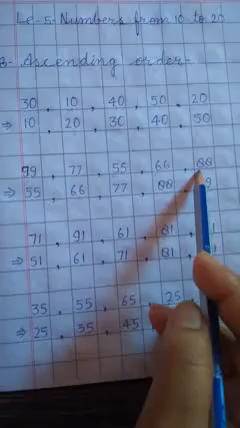 Le-5-Numbers from 10 to 20
B- Ascending order-
30, 10, 40, 50, 20
⇒ 10, 20, 30, 40, 50
99, 77, 55, 66, 88
⇒ 55, 66, 77, 88
71, 91, 61, 81
⇒ 51, 61, 71, 81
35, 55, 65, 25
⇒ 25, 35, 45,